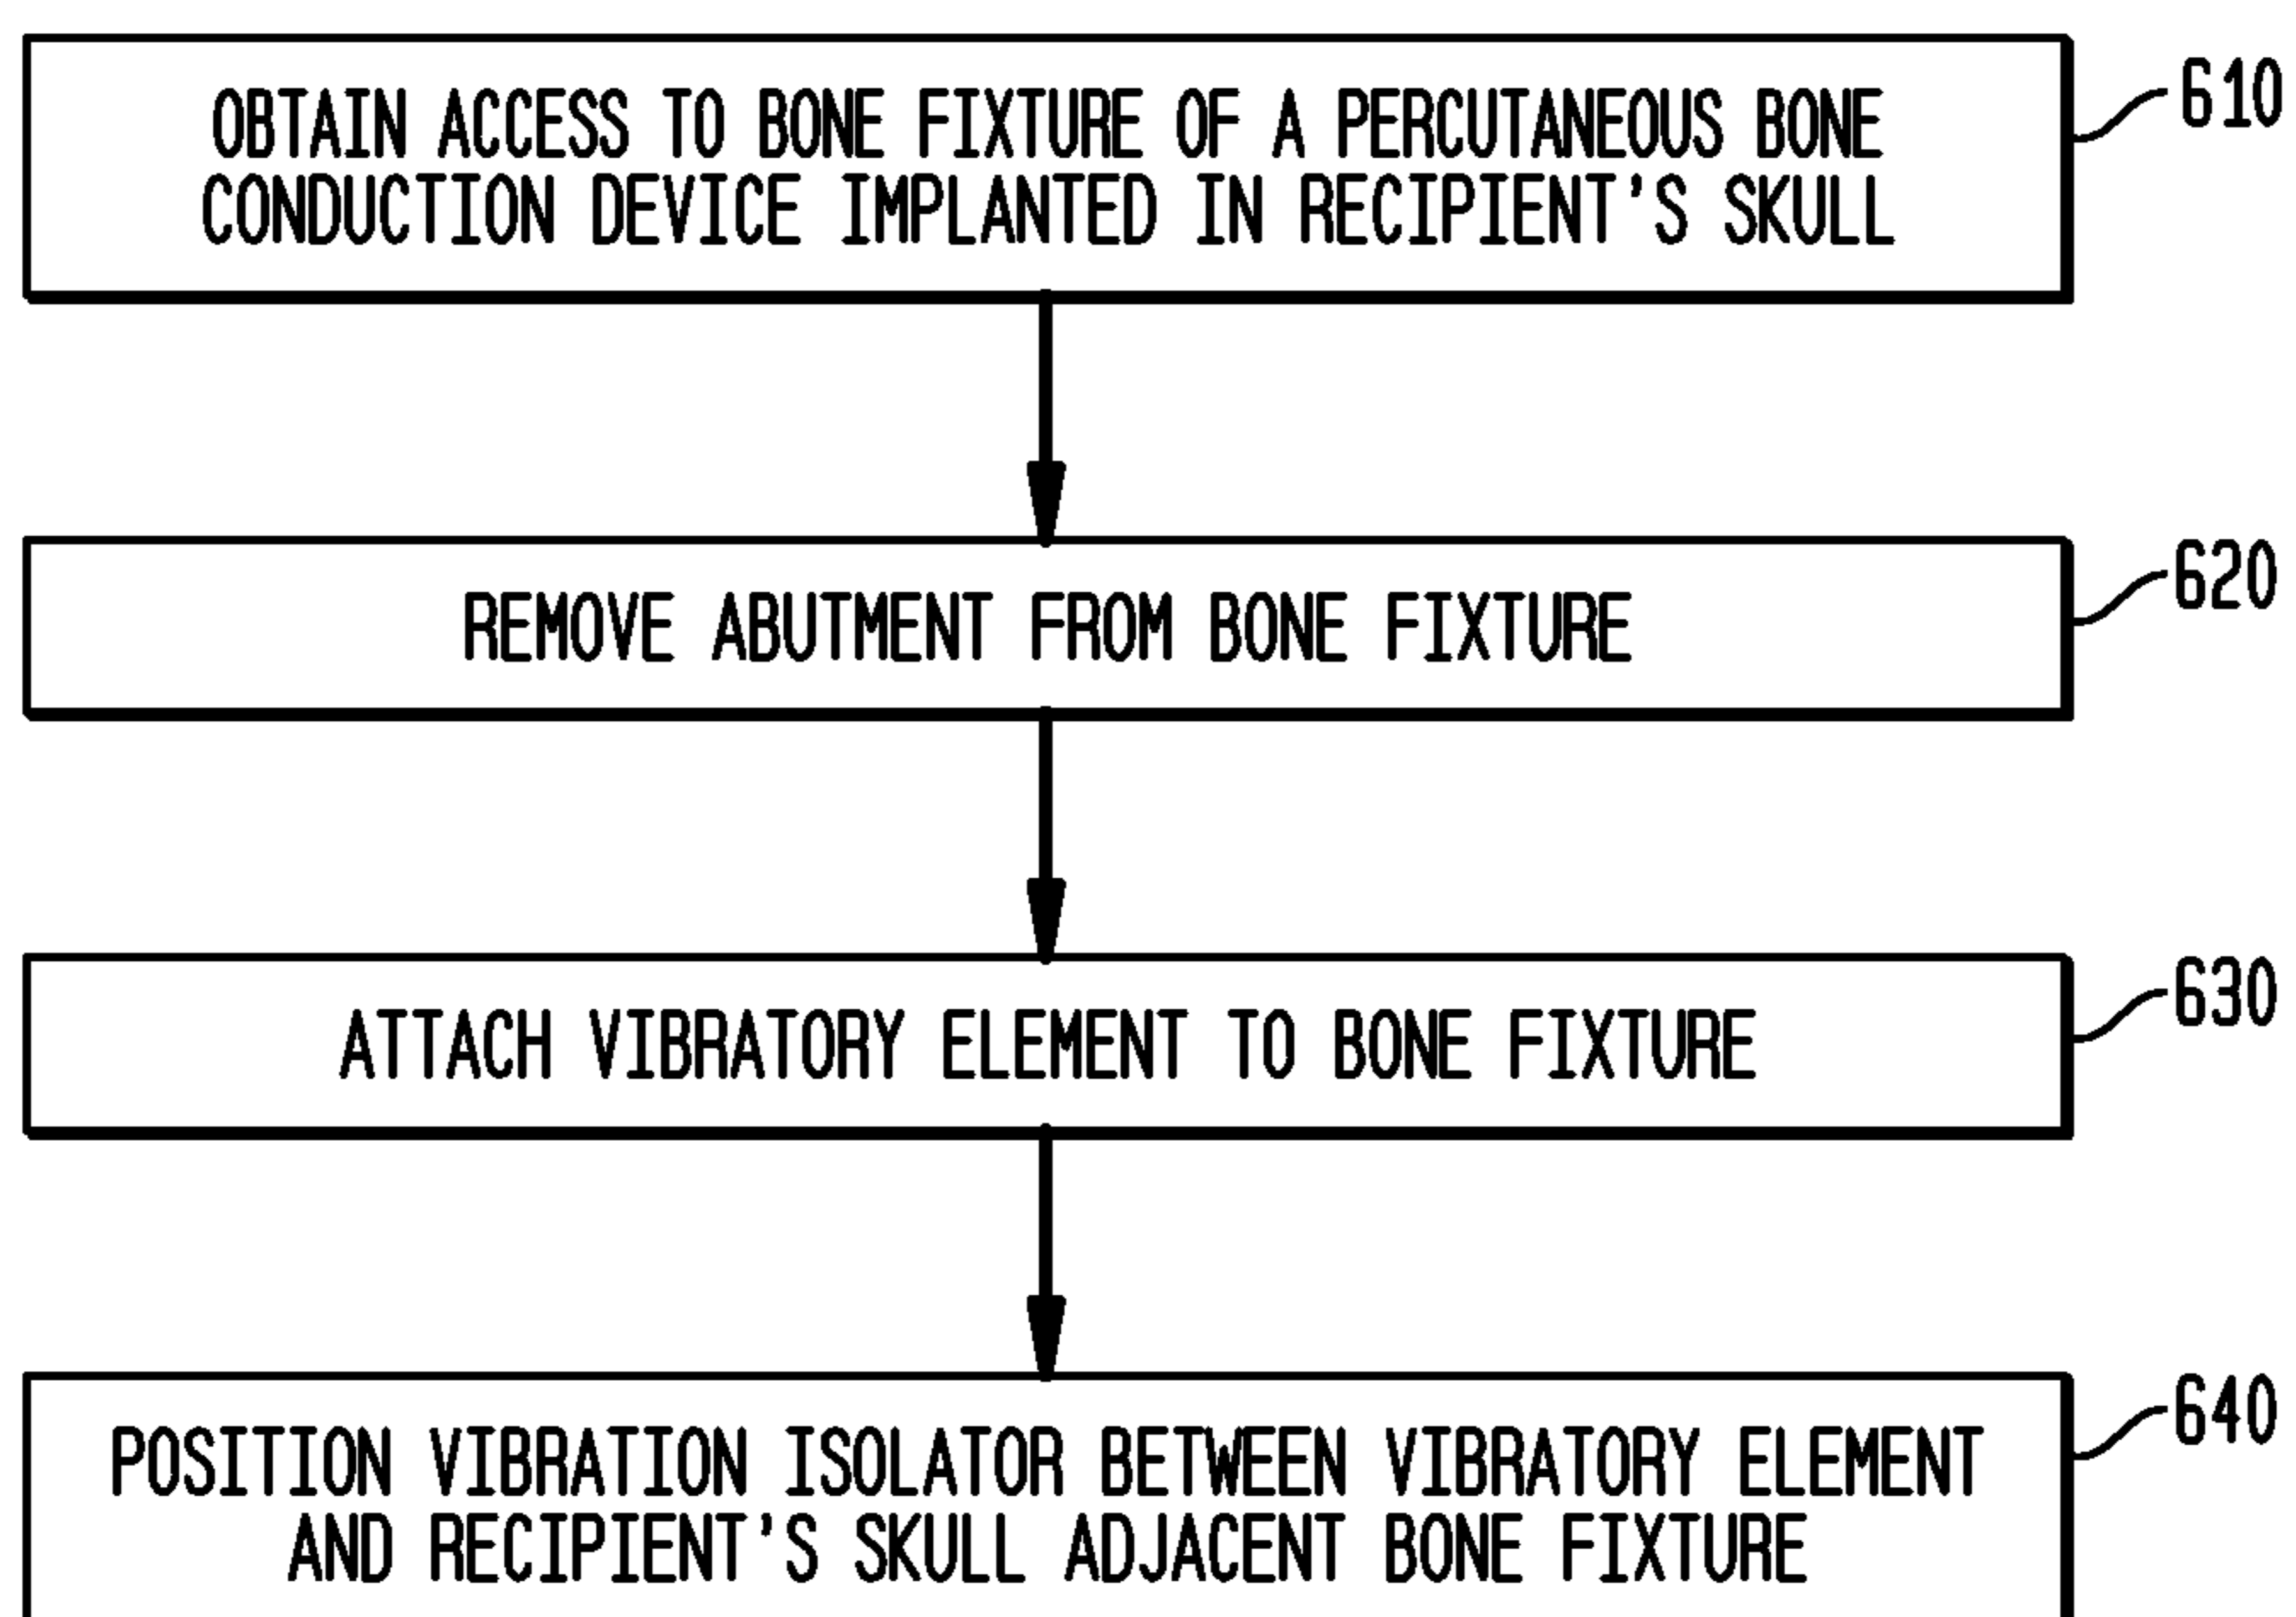 OBTAIN ACCESS TO BONE FIXTURE OF A PERCUTANEOUS BONE
CONDUCTION DEVICE IMPLANTED IN RECIPIENT'S SKULL
610
REMOVE ABUTMENT FROM BONE FIXTURE
620
ATTACH VIBRATORY ELEMENT TO BONE FIXTURE
630
POSITION VIBRATION ISOLATOR BETWEEN VIBRATORY ELEMENT
AND RECIPIENT'S SKULL ADJACENT BONE FIXTURE
640